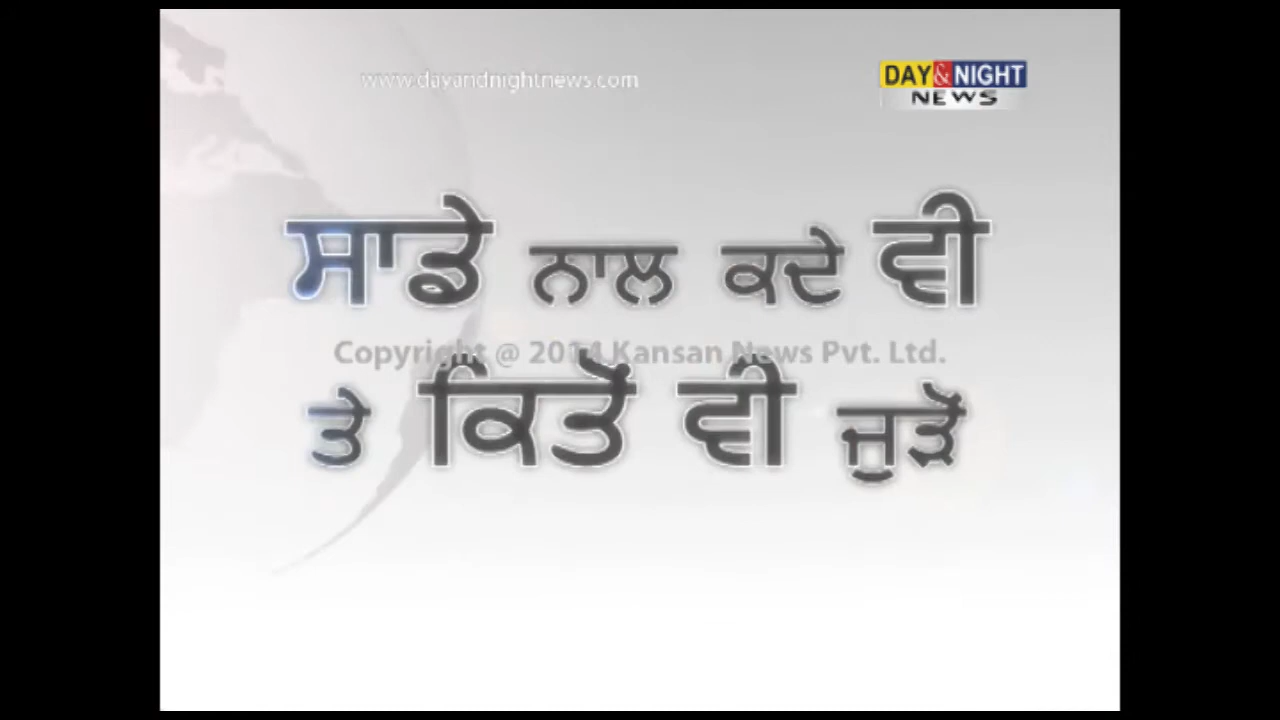 www.dayandnightnews.com
DAY & NIGHT
NEWS
ਸਾਡੇ ਨਾਲ ਕਦੇ ਵੀ
Copyright @ 2014 Kansan News Pvt. Ltd.
ਤੇ ਕਿਤੋਂ ਵੀ ਜੁੜੋਂ